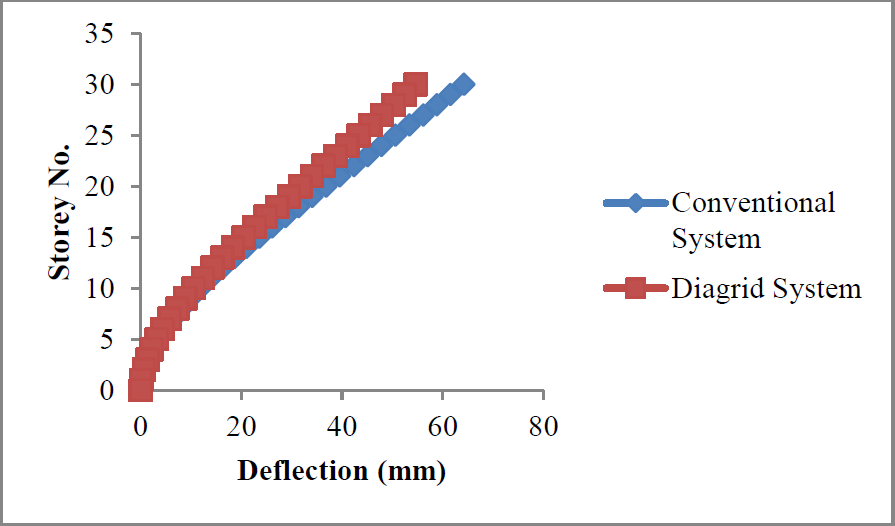 35
30
25
20
15
10
5
0
Storey No.
0 20 40 60 80
Deflection (mm)
Conventional
System
Diagrid System